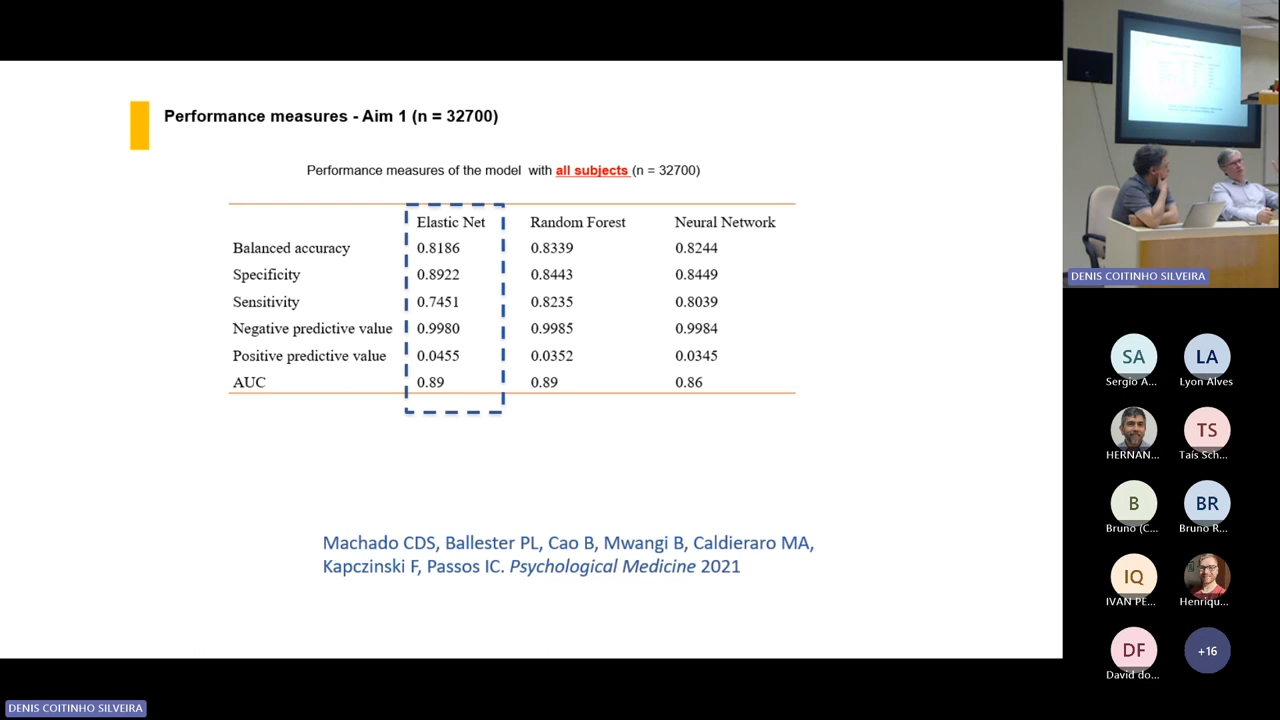 Performance measures - Aim 1 (n = 32700)
Performance measures of the model with all subjects (n = 32700)
Elastic Net Random Forest Neural Network
Balanced accuracy 0.8186 0.8339 0.8244
Specificity 0.8922 0.8443 0.8449
Sensitivity 0.7451 0.8235 0.8039
Negative predictive value 0.9980 0.9985 0.9984
Positive predictive value 0.0455 0.0352 0.0345
AUC 0.89 0.89 0.86
Machado CDS, Ballester PL, Cao B, Mwangi B, Caldieraro MA,
Kapczinski F, Passos IC. Psychological Medicine 2021
DENIS COITINHO SILVEIRA
SA LA
Sergio A... Lyon Alves
TS
HERNAN... Taís Sch...
B BR
Bruno (C... Bruno R...
IQ
IVAN PE... Henriqu...
DF +16
David do...
DENIS COITINHO SILVEIRA